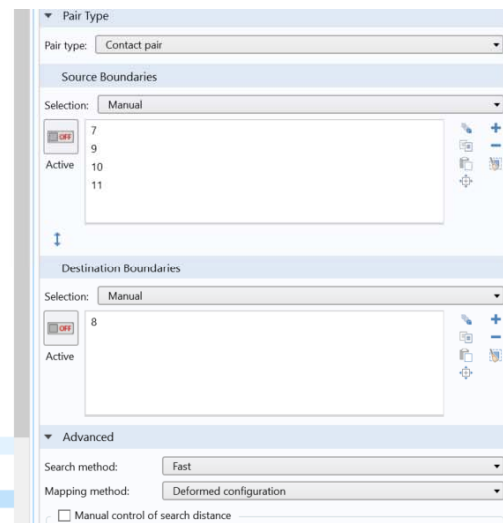 Pair Type
Pair type: Contact pair
Source Boundaries
Selection: Manual
OFF
7
9
Active
10
11
Destination Boundaries
Selection: Manual
OFF
8
Active
Advanced
Search method: Fast
Mapping method: Deformed configuration
Manual control of search distance